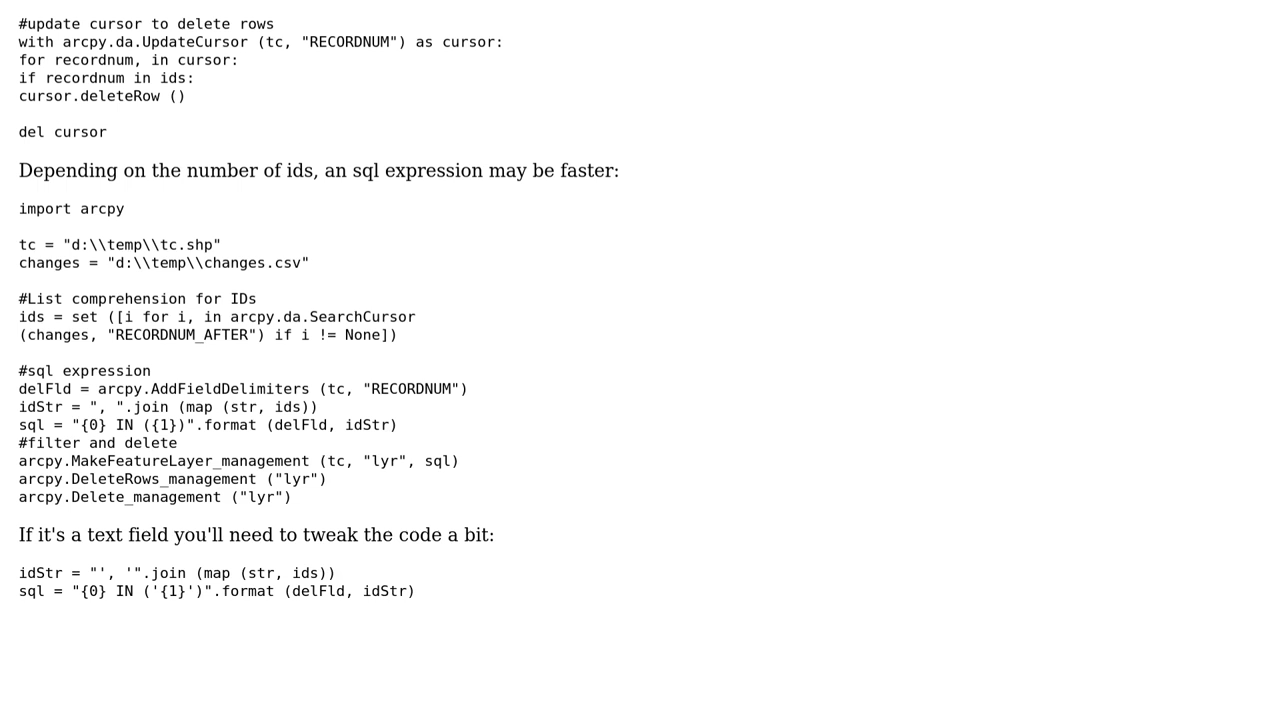 #update cursor to delete rows
with arcpy.da.UpdateCursor (tc, "RECORDNUM") as cursor:
for recordnum, in cursor:
if recordnum in ids:
cursor.deleteRow ()
del cursor
Depending on the number of ids, an sql expression may be faster:
import arcpy
tc = "d:\\temp\\tc.shp"
changes = "d:\\temp\\changes.csv"
#List comprehension for IDs
ids = set ([i for i, in arcpy.da.SearchCursor
(changes, "RECORDNUM_AFTER") if i != None])
#sql expression
delFld = arcpy.AddFieldDelimiters (tc, "RECORDNUM")
idStr = ", ".join (map (str, ids))
sql = "{0} IN ({1})".format (delFld, idStr)
#filter and delete
arcpy.MakeFeatureLayer_management (tc, "lyr", sql)
arcpy.DeleteRows_management ("lyr")
arcpy.Delete_management ("lyr")
If it's a text field you'll need to tweak the code a bit:
idStr = "', '".join (map (str, ids))
sql = "{0} IN ('{1}')".format (delFld, idStr)